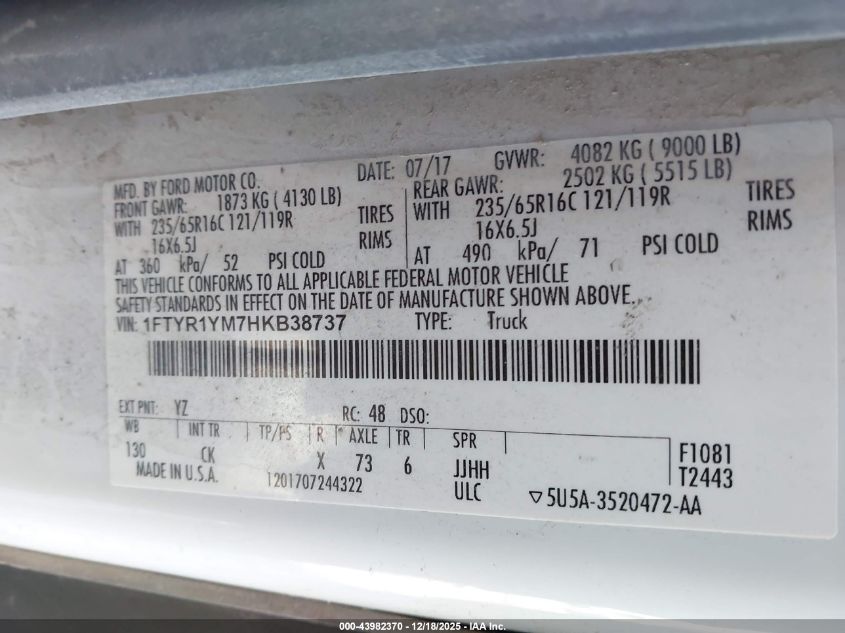 MFD. BY FORD MOTOR CO. DATE: 07/17 GVWR: 4082 KG ( 9000 LB)
FRONT GAWR: 1873 KG ( 4130 LB) REAR GAWR: 2502 KG ( 5515 LB)
WITH 235/65R16C 121/119R TIRES WITH 235/65R16C 121/119R TIRES
16X6.5J RIMS 16X6.5J RIMS
AT 360 kPa/ 52 PSI COLD AT 490 kPa/ 71 PSI COLD
THIS VEHICLE CONFORMS TO ALL APPLICABLE FEDERAL MOTOR VEHICLE
SAFETY STANDARDS IN EFFECT ON THE DATE OF MANUFACTURE SHOWN ABOVE.
VIN: 1FTYR1YM7HKB38737 TYPE: Truck
EXT PNT: YZ RC: 48 DSO:
WB INT TR TP/PS R AXLE TR SPR
130 CK X 73 6 JJHH F1081
MADE IN U.S.A. 1201707244322 ULC T2443
▽5U5A-3520472-AA
000-43982370 - 12/18/2025 - IAAI Inc.